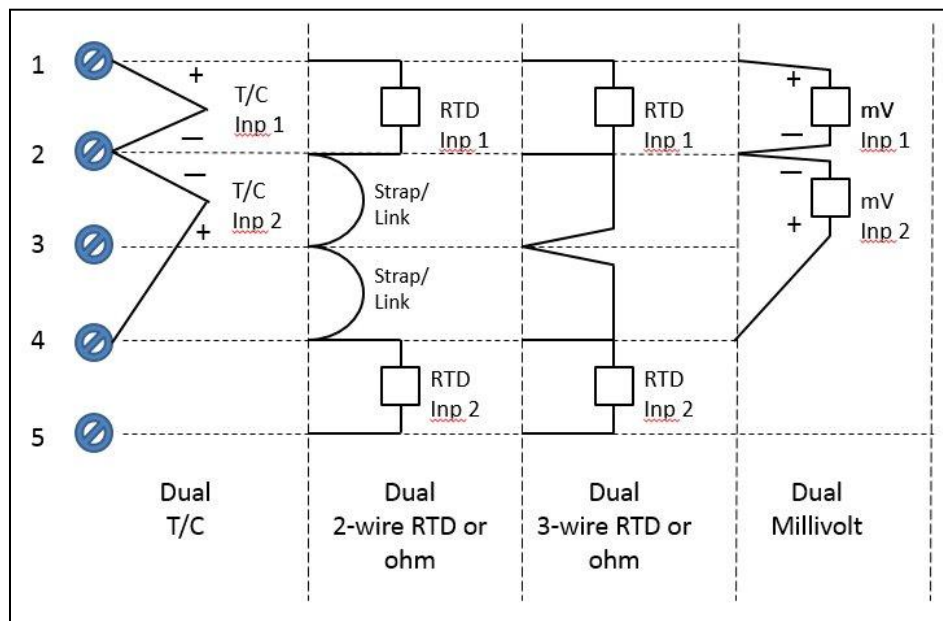 1
2
3
4
5
+
T/C
Inp 1
—
—
T/C
Inp 2
+
RTD
Inp 1
Strap/
Link
Strap/
Link
RTD
Inp 2
RTD
Inp 1
RTD
Inp 2
+
mV
Inp 1
—
—
mV
Inp 2
+
Dual
T/C
Dual
2-wire RTD or
ohm
Dual
3-wire RTD or
ohm
Dual
Millivolt